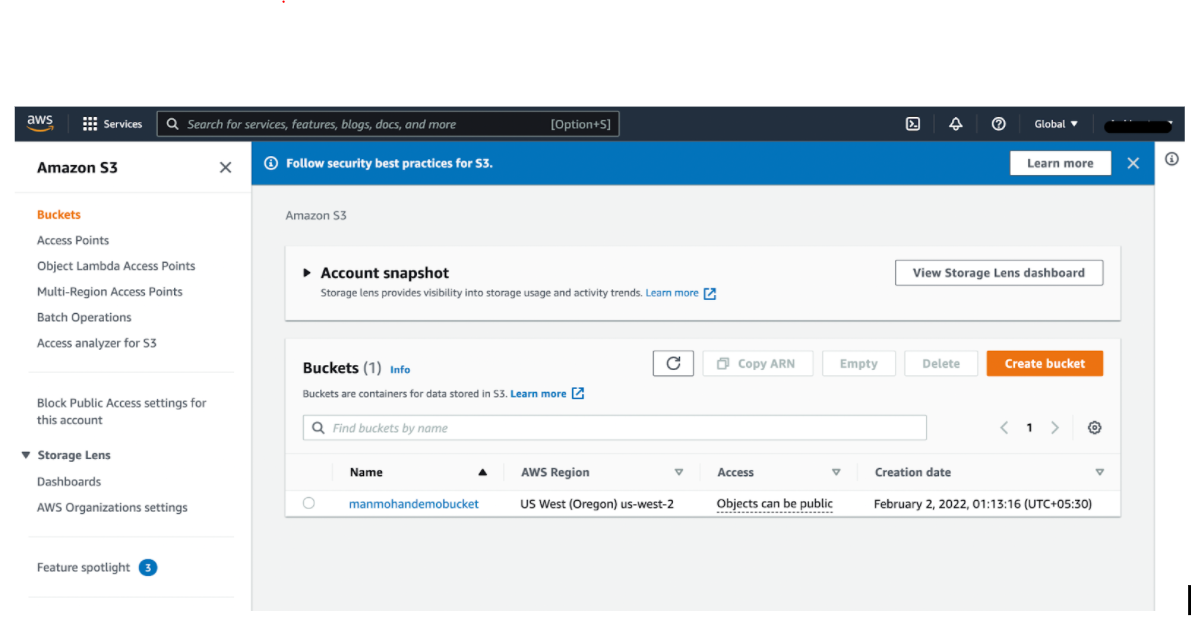 aws Services Search for services, features, blogs, docs, and more [Option+S] Global
Amazon S3
Follow security best practices for S3. Learn more
Buckets
Access Points
Object Lambda Access Points
Multi-Region Access Points
Batch Operations
Access analyzer for S3
Block Public Access settings for
this account
Storage Lens
Dashboards
AWS Organizations settings
Feature spotlight 3
Amazon S3
Account snapshot
View Storage Lens dashboard
Storage lens provides visibility into storage usage and activity trends. Learn more
Buckets (1) Info
Copy ARN Empty Delete Create bucket
Buckets are containers for data stored in S3. Learn more
Find buckets by name
1
Name AWS Region Access Creation date
manmohandemobucket US West (Oregon) us-west-2 Objects can be public February 2, 2022, 01:13:16 (UTC+05:30)